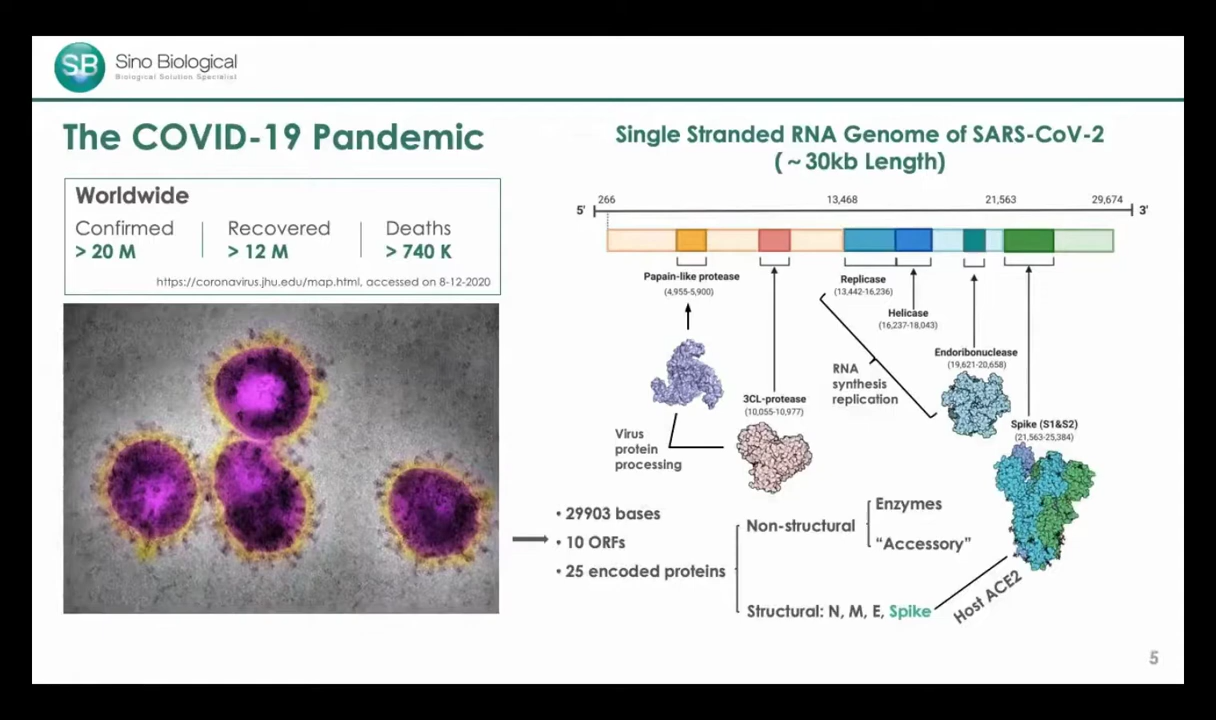 SB
Sino Biological
Biological Solution Specialist
The COVID-19 Pandemic
Worldwide
Confirmed
> 20 M
Recovered
> 12 M
Deaths
> 740 K
https://coronavirus.jhu.edu/map.html, accessed on 8-12-2020
Single Stranded RNA Genome of SARS-CoV-2
( ~ 30kb Length)
266
13,468
21,563
29,674
5'
3'
Papain-like protease
(4,955-5,900)
Replicase
(13,442-16,236)
Helicase
(16,237-18,043)
Endoribonuclease
(19,621-20,658)
RNA
synthesis
replication
3CL-protease
(10,055-10,977)
Spike (S1&S2)
(21,563-25,384)
Virus
protein
processing
• 29903 bases
• 10 ORFs
• 25 encoded proteins
Non-structural
Enzymes
“Accessory”
Structural: N, M, E, Spike
Host ACE2
5